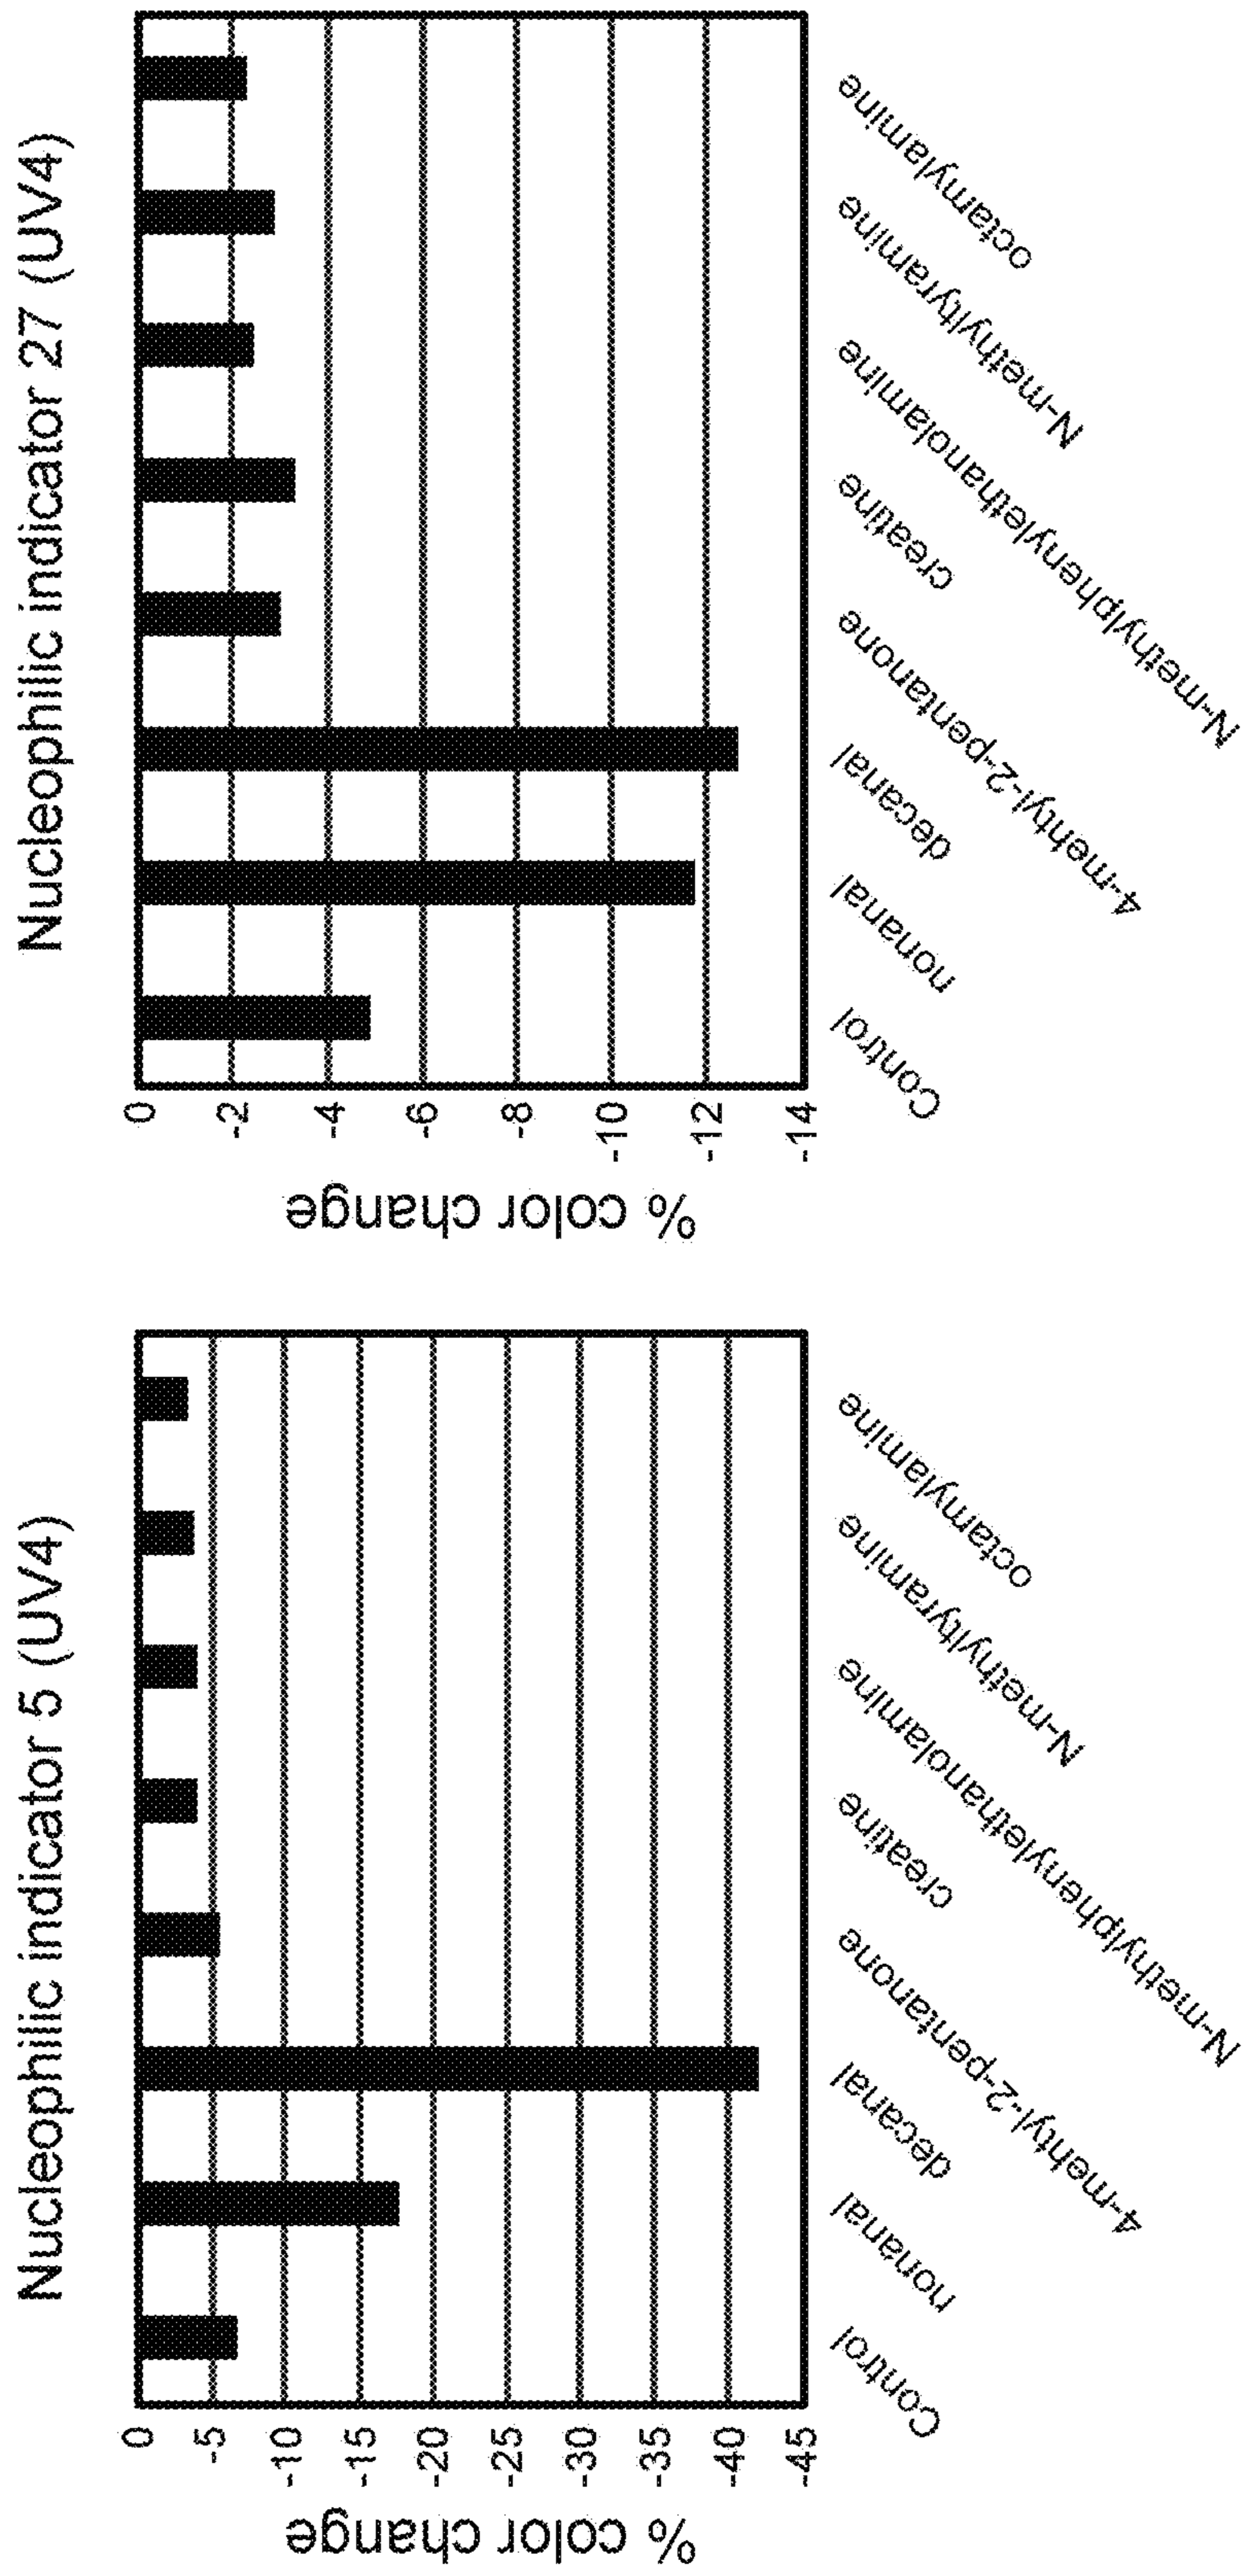 Nucleophilic indicator 5 (UV4)
% color change
0
-5
-10
-15
-20
-25
-30
-35
-40
-45
Control
nonanal
decanal
4-mehtyl-2-pentanone
creatine
N-methylphenylethanolamine
N-methyltyramine
octamylamine
Nucleophilic indicator 27 (UV4)
% color change
0
-2
-4
-6
-8
-10
-12
-14
Control
nonanal
decanal
4-mehtyl-2-pentanone
creatine
N-methylphenylethanolamine
N-methyltyramine
octamylamine